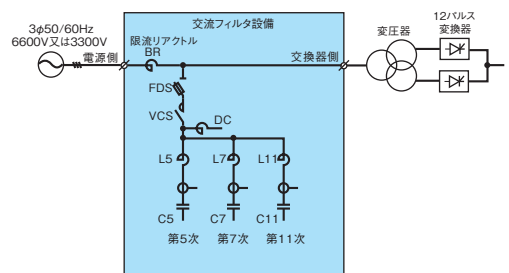 3φ50/60Hz
6600V又は3300V
電源側
交流フィルタ設備
限流リアクトル
BR
交換器側
変圧器
12パルス
変換器
FDS
VCS
DC
L5
L7
L11
C5
C7
C11
第5次
第7次
第11次